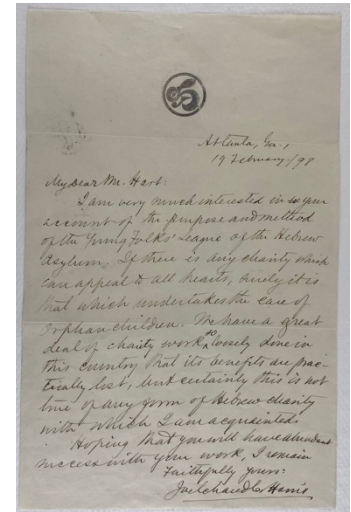 Atlanta, Ga.,
19 February/98
My dear Mr. Hart:
I am very much interested in your
account of the purpose and method
of the Young Folks' League of the Hebrew
Asylum. If there is any charity which
can appeal to all hearts, surely it is
that which undertakes the care of
orphan children. We have a great
deal of charity work so loosely done in
this country that its benefits are prac-
tically lost, but certainly this is not
true of any form of Hebrew charity
with which I am acquainted.
Hoping that you will have abundant
success with your work, I remain
Faithfully yours:
Joel Chandler Harris